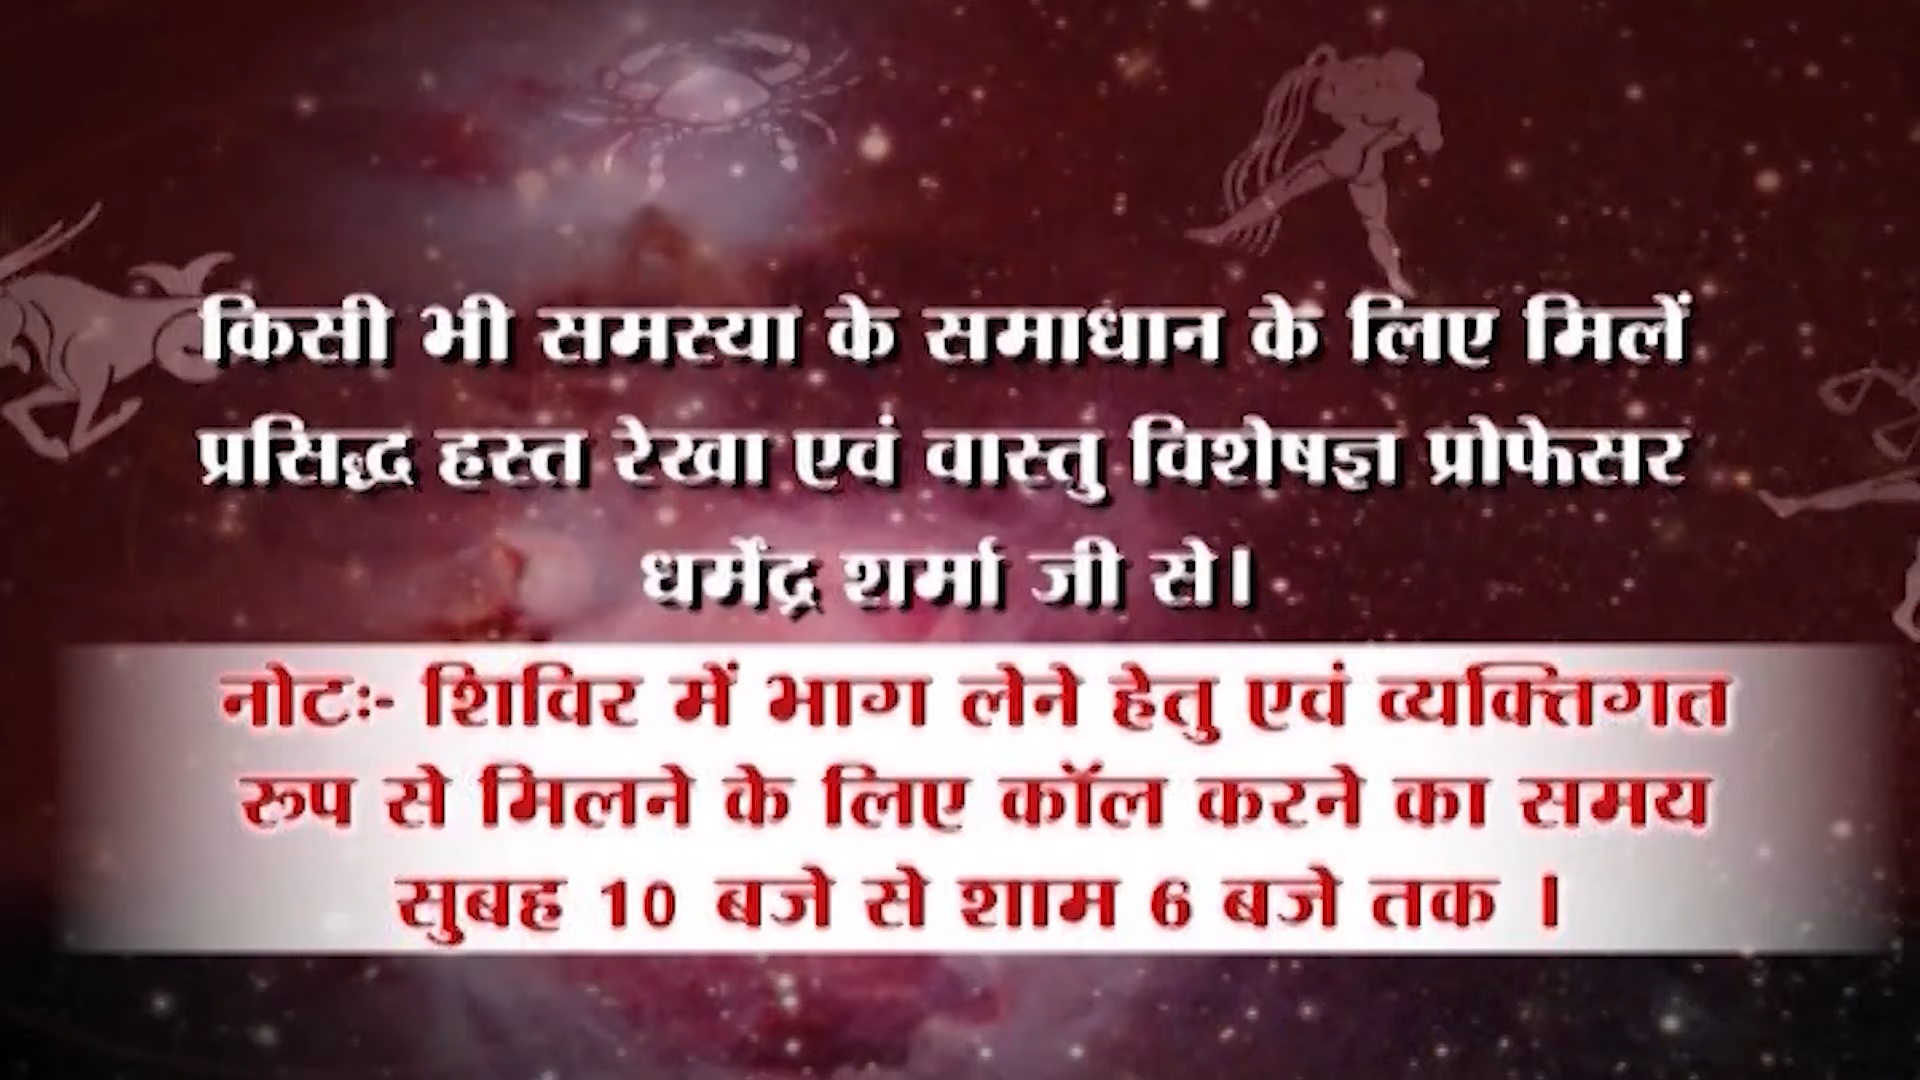 किसी भी समस्या के समाधान के लिए मिलें
प्रसिद्ध हस्त रेखा एवं वास्तु विशेषज्ञ प्रोफेसर
धर्मेंद्र शर्मा जी से।
नोटः- शिविर में भाग लेने हेतु एवं व्यक्तिगत
रूप से मिलने के लिए कॉल करने का समय
सुबह 10 बजे से शाम 6 बजे तक ।